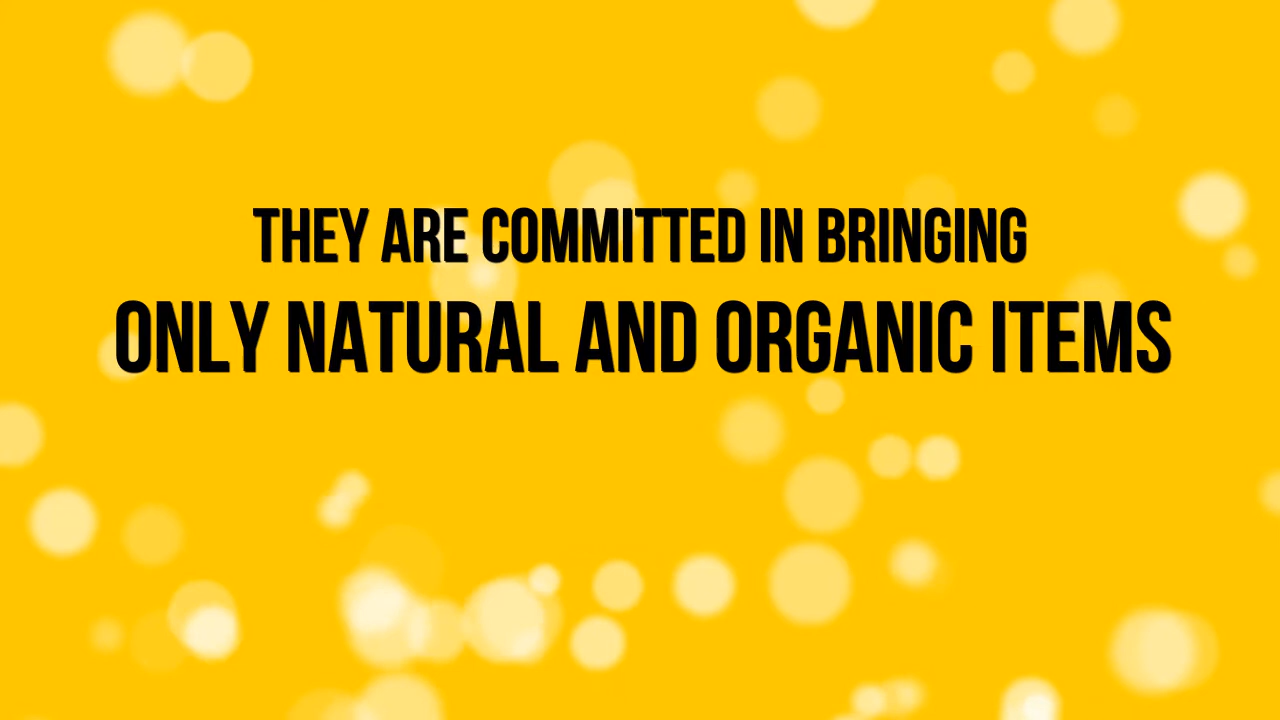 THEY ARE COMMITTED IN BRINGING
ONLY NATURAL AND ORGANIC ITEMS